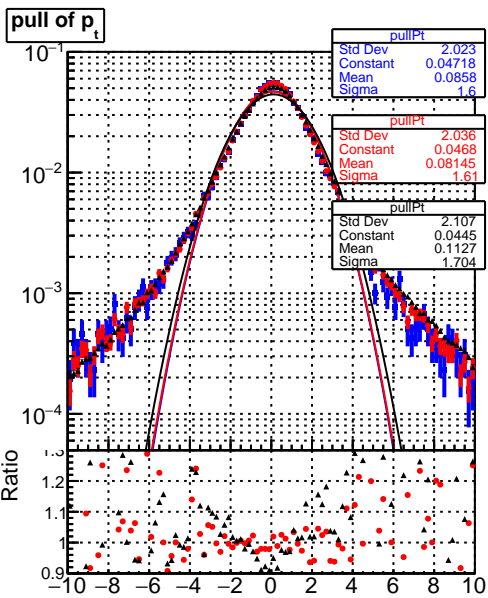 pull of p_t
pullPt
Std Dev 2.023
Constant 0.04718
Mean 0.0858
Sigma 1.6
pullPt
Std Dev 2.036
Constant 0.0468
Mean 0.08145
Sigma 1.61
pullPt
Std Dev 2.107
Constant 0.0445
Mean 0.1127
Sigma 1.704
10⁻¹
10⁻²
10⁻³
10⁻⁴
Ratio
1.3
1.2
1.1
1
0.9
−10 −8 −6 −4 −2 0 2 4 6 8 10